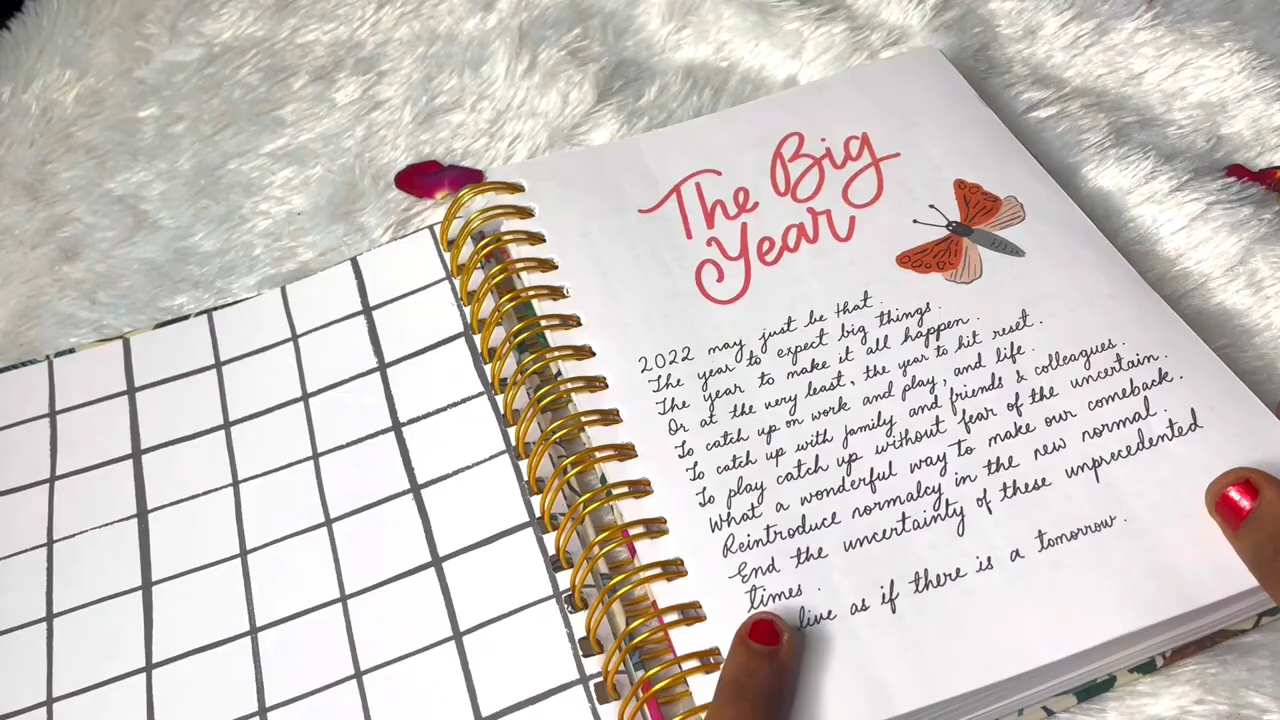 The Big
Year
2022 may just be that.
The year to expect big things.
The year to make it all happen.
Or at the very least, the year to hit reset.
To catch up on work and play, and life.
To catch up with family and friends & colleagues.
To play catch up without fear of the uncertain.
What a wonderful way to make our comeback.
Reintroduce normalcy in the new normal.
End the uncertainty of these unprecedented
times.
live as if there is a tomorrow.